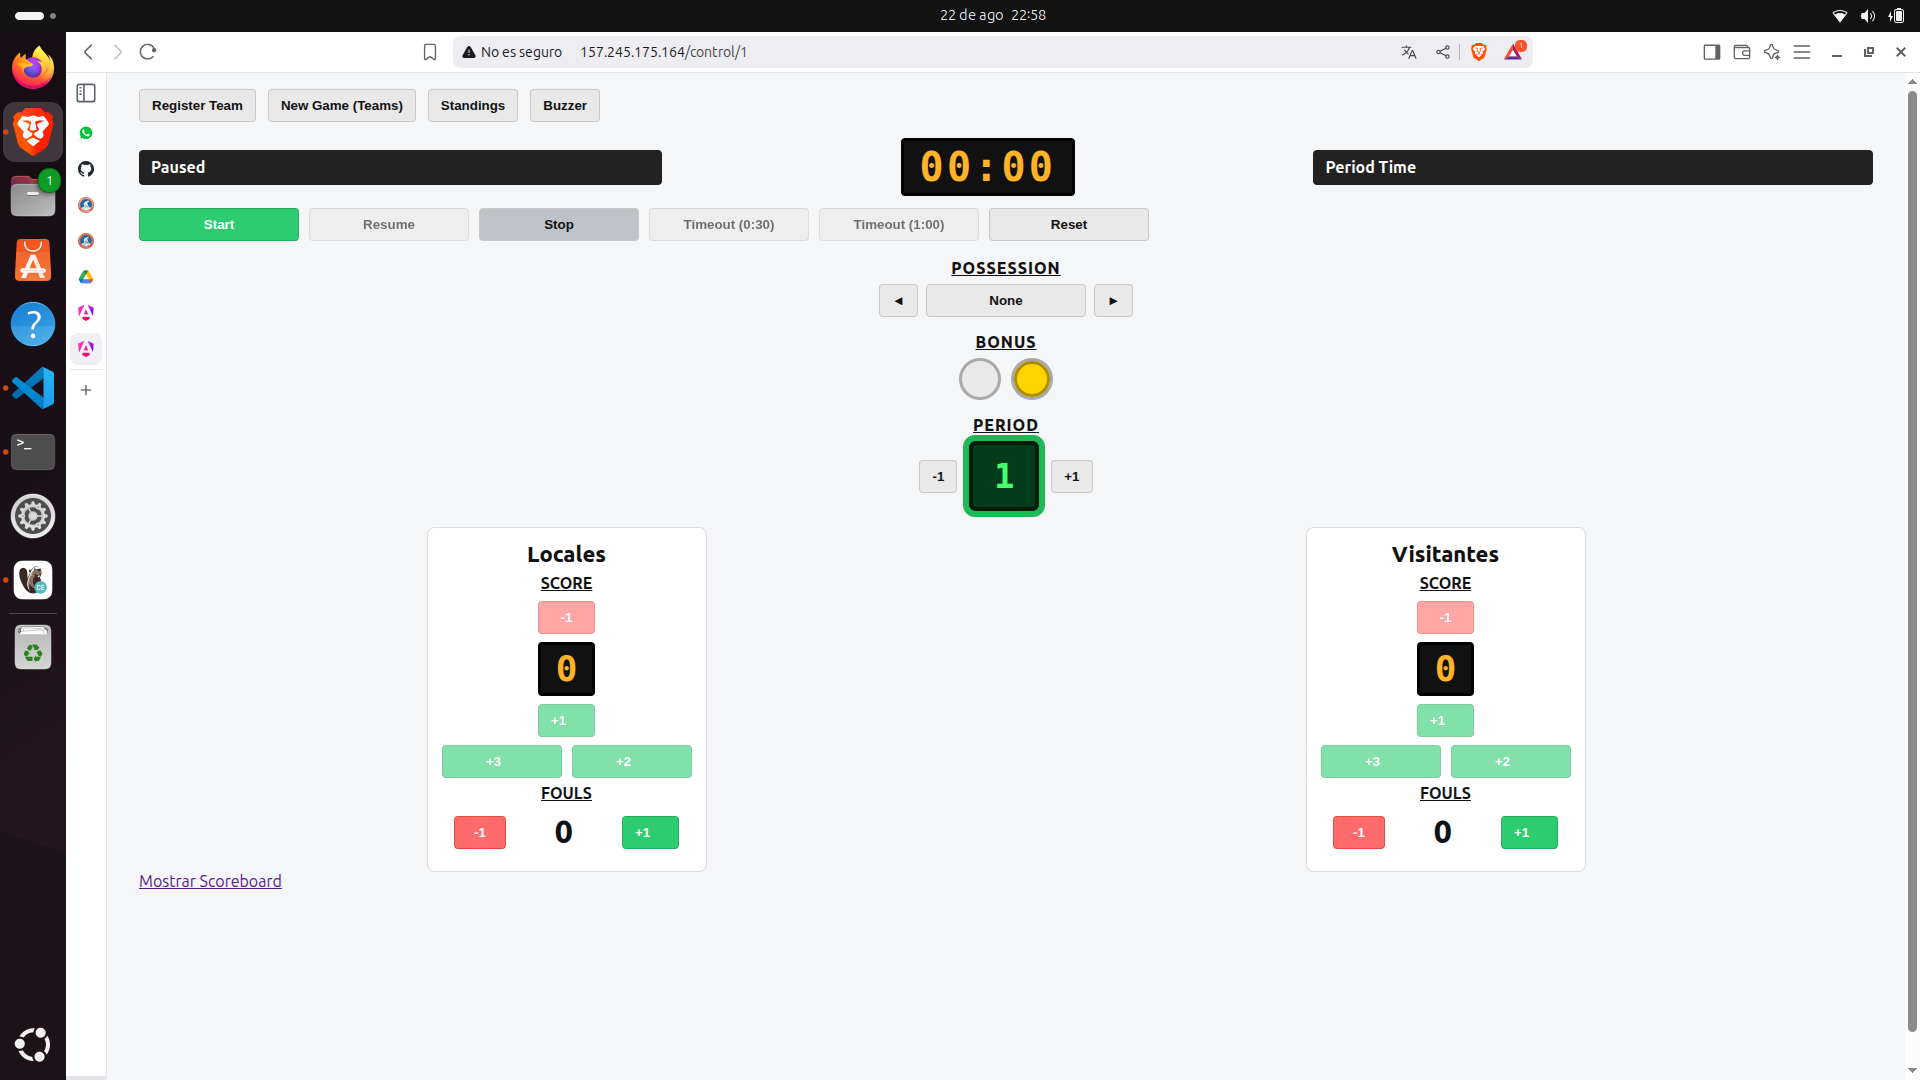 22 de ago 22:58
No es seguro 157.245.175.164/control/1
1
1
Register Team New Game (Teams) Standings Buzzer
Paused 00:00 Period Time
Start Resume Stop Timeout (0:30) Timeout (1:00) Reset
POSSESSION
◄ None ►
BONUS
PERIOD
-1 1 +1
Locales
SCORE
-1
0
+1
+3 +2
FOULS
-1 0 +1
Visitantes
SCORE
-1
0
+1
+3 +2
FOULS
-1 0 +1
Mostrar Scoreboard